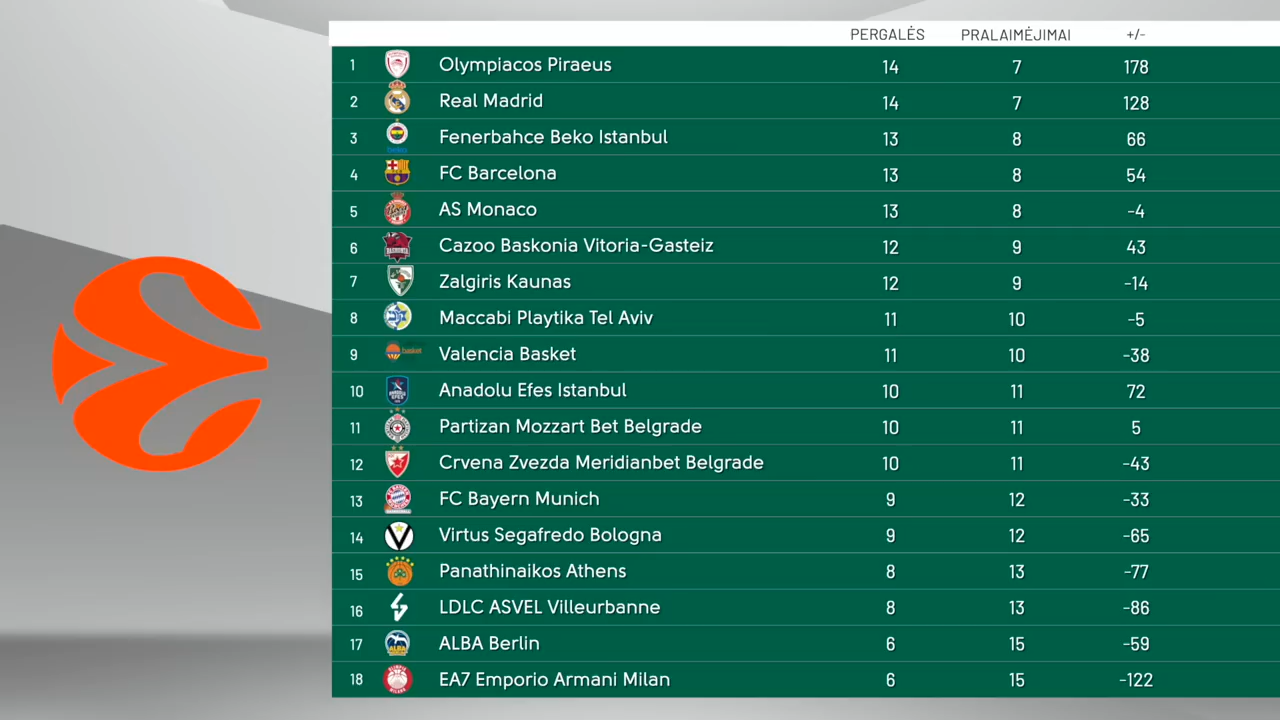 PERGALĖS PRALAIMĖJIMAI +/-
1 Olympiacos Piraeus 14 7 178
2 Real Madrid 14 7 128
3 Fenerbahce Beko Istanbul 13 8 66
4 FC Barcelona 13 8 54
5 AS Monaco 13 8 -4
6 Cazoo Baskonia Vitoria-Gasteiz 12 9 43
7 Zalgiris Kaunas 12 9 -14
8 Maccabi Playtika Tel Aviv 11 10 -5
9 Valencia Basket 11 10 -38
10 Anadolu Efes Istanbul 10 11 72
11 Partizan Mozzart Bet Belgrade 10 11 5
12 Crvena Zvezda Meridianbet Belgrade 10 11 -43
13 FC Bayern Munich 9 12 -33
14 Virtus Segafredo Bologna 9 12 -65
15 Panathinaikos Athens 8 13 -77
16 LDLC ASVEL Villeurbanne 8 13 -86
17 ALBA Berlin 6 15 -59
18 EA7 Emporio Armani Milan 6 15 -122